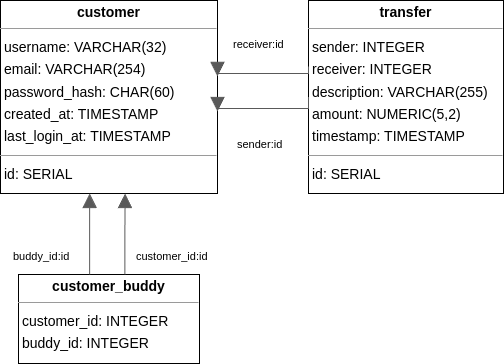 customer
username: VARCHAR(32)
email: VARCHAR(254)
password_hash: CHAR(60)
created_at: TIMESTAMP
last_login_at: TIMESTAMP
id: SERIAL
receiver:id
sender:id
transfer
sender: INTEGER
receiver: INTEGER
description: VARCHAR(255)
amount: NUMERIC(5,2)
timestamp: TIMESTAMP
id: SERIAL
buddy_id:id
customer_id:id
customer_buddy
customer_id: INTEGER
buddy_id: INTEGER